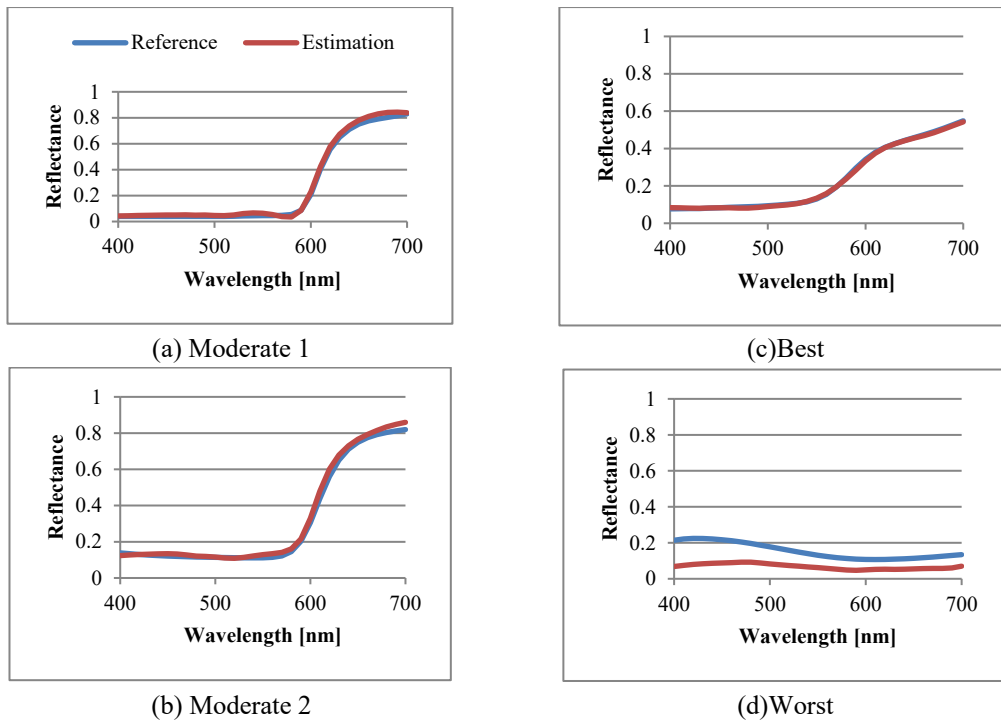 Reference Estimation
Reflectance
1
0.8
0.6
0.4
0.2
0
400 500 600 700
Wavelength [nm]
(a) Moderate 1
Reflectance
1
0.8
0.6
0.4
0.2
0
400 500 600 700
Wavelength [nm]
(c)Best
Reflectance
1
0.8
0.6
0.4
0.2
0
400 500 600 700
Wavelength [nm]
(b) Moderate 2
Reflectance
1
0.8
0.6
0.4
0.2
0
400 500 600 700
Wavelength [nm]
(d)Worst